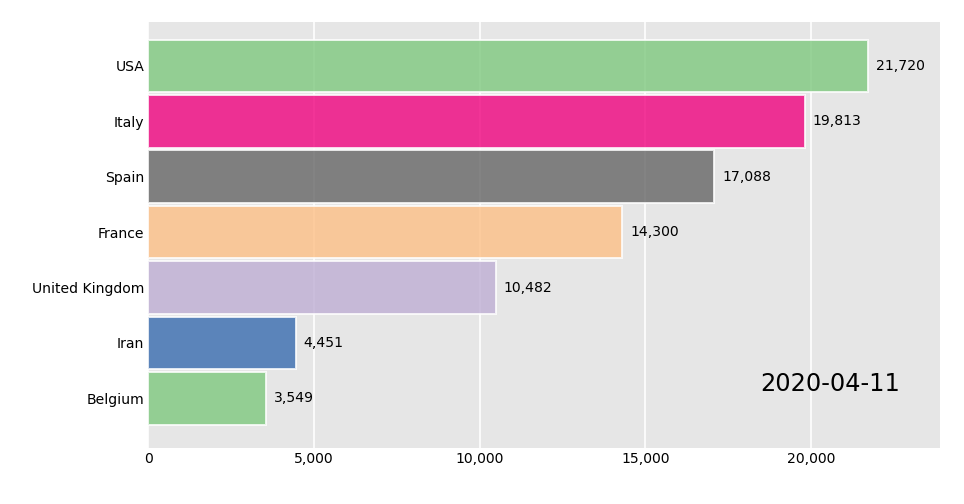 USA 21,720
Italy 19,813
Spain 17,088
France 14,300
United Kingdom 10,482
Iran 4,451
2020-04-11
Belgium 3,549
0 5,000 10,000 15,000 20,000